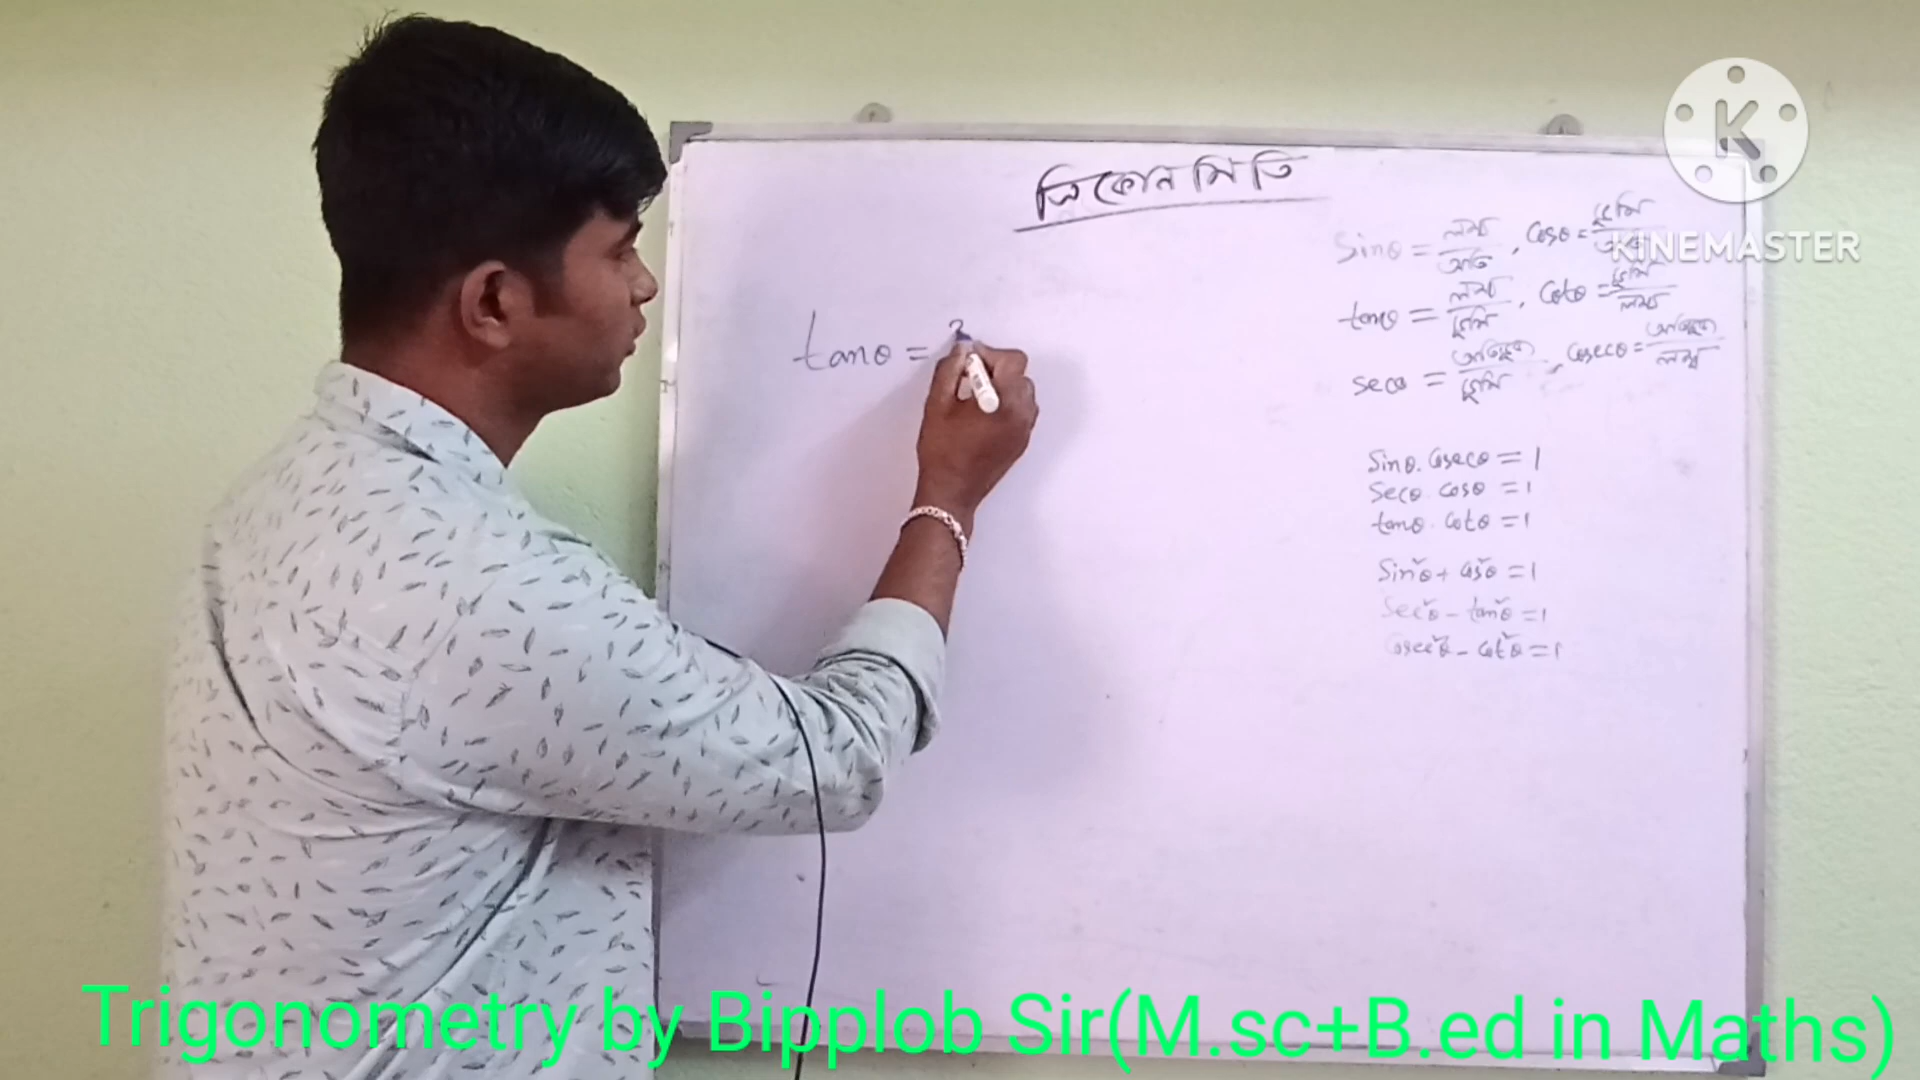 ত্রিকোনমিতি
K
KINEMASTER
Sinθ = লম্ব/অতি , Cosθ = ভূমি/অতি
tanθ = লম্ব/ভূমি , Cotθ = ভূমি/লম্ব
secθ = অতিভুজ/ভূমি , Cosecθ = অতিভুজ/লম্ব
tanθ =
Sinθ. Cosecθ = 1
Secθ. Cosθ = 1
tanθ. Cotθ = 1
Sin²θ + Cos²θ = 1
Sec²θ - tan²θ = 1
Cosec²θ - Cot²θ = 1
Trigonometry by Bipplob Sir(M.sc+B.ed in Maths)